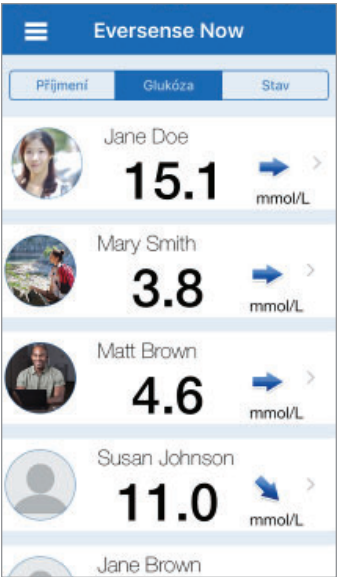 Eversense Now
Příjmení Glukóza Stav
Jane Doe
15.1
mmol/L
Mary Smith
3.8
mmol/L
Matt Brown
4.6
mmol/L
Susan Johnson
11.0
mmol/L
Jane Brown